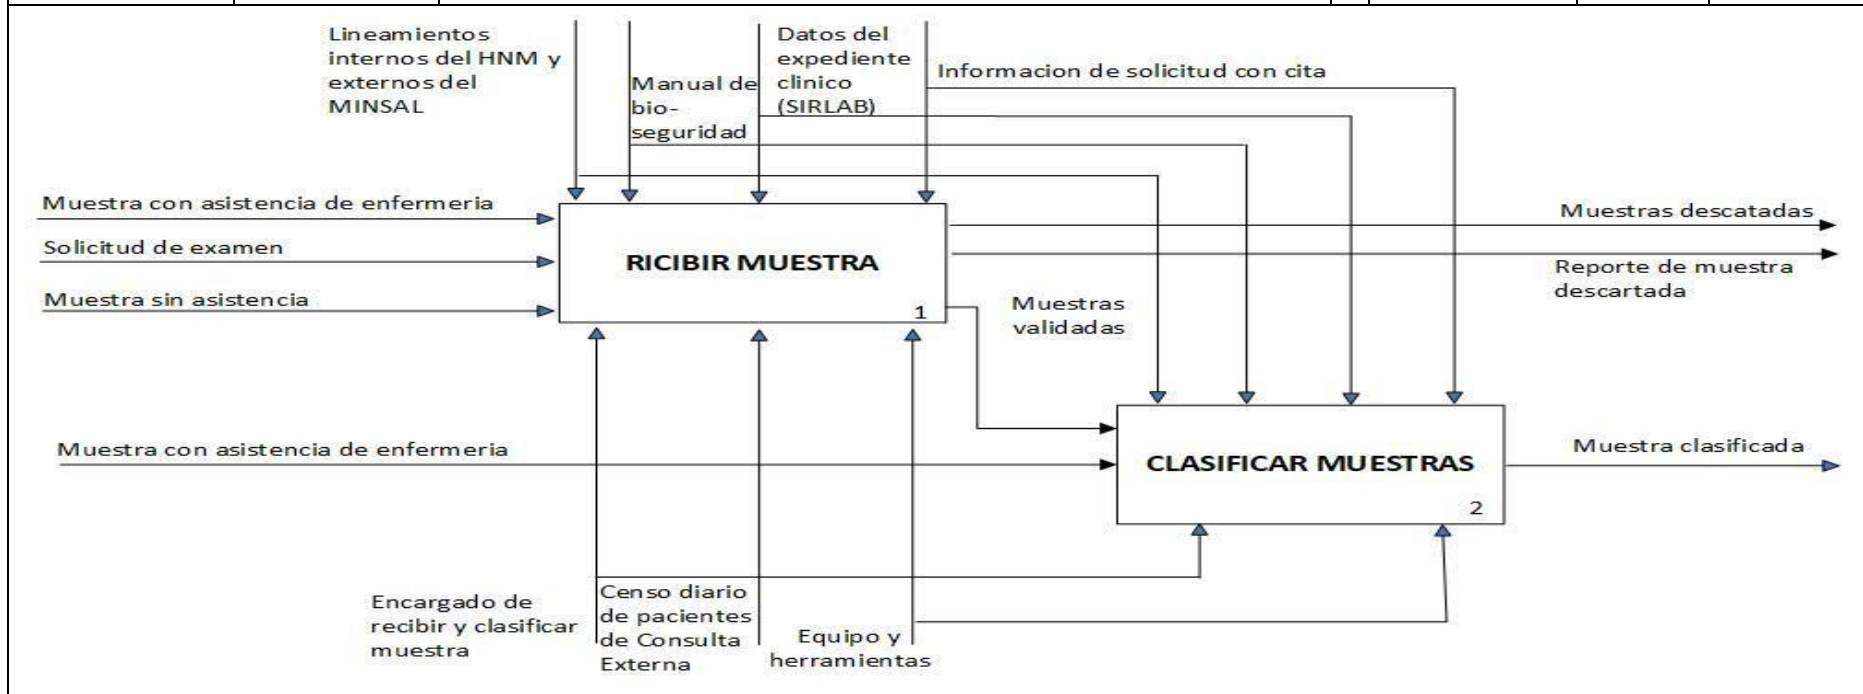 Lineamientos
internos del HNM y
externos del
MINSAL
Manual de
bio-
seguridad
Datos del
expediente
clinico
(SIRLAB)
Informacion de solicitud con cita
Muestra con asistencia de enfermeria
Solicitud de examen
Muestra sin asistencia
RICIBIR MUESTRA
1
Muestras descatadas
Reporte de muestra
descartada
Muestras
validadas
Muestra con asistencia de enfermeria
CLASIFICAR MUESTRAS
2
Muestra clasificada
Encargado de
recibir y clasificar
muestra
Censo diario
de pacientes
de Consulta
Externa
Equipo y
herramientas